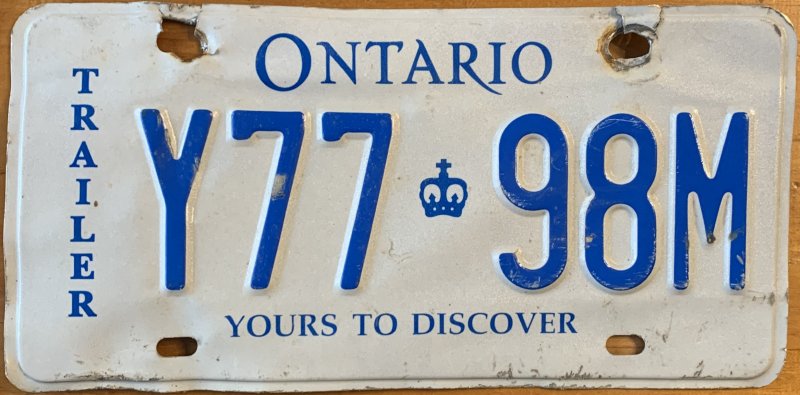 ONTARIO
TRAILER
Y77 98M
YOURS TO DISCOVER